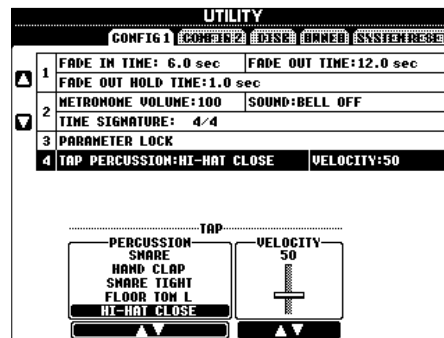 UTILITY
CONFIG 1 CONFIG 2 DISK OWNER SYSTEM RESE
1 FADE IN TIME: 6.0 sec FADE OUT TIME:12.0 sec
FADE OUT HOLD TIME:1.0 sec
2 METRONOME VOLUME:100 SOUND:BELL OFF
TIME SIGNATURE: 4/4
3 PARAMETER LOCK
4 TAP PERCUSSION:HI-HAT CLOSE VELOCITY:50
TAP
PERCUSSION VELOCITY
SNARE 50
HAND CLAP
SNARE TIGHT
FLOOR TOM L
HI-HAT CLOSE